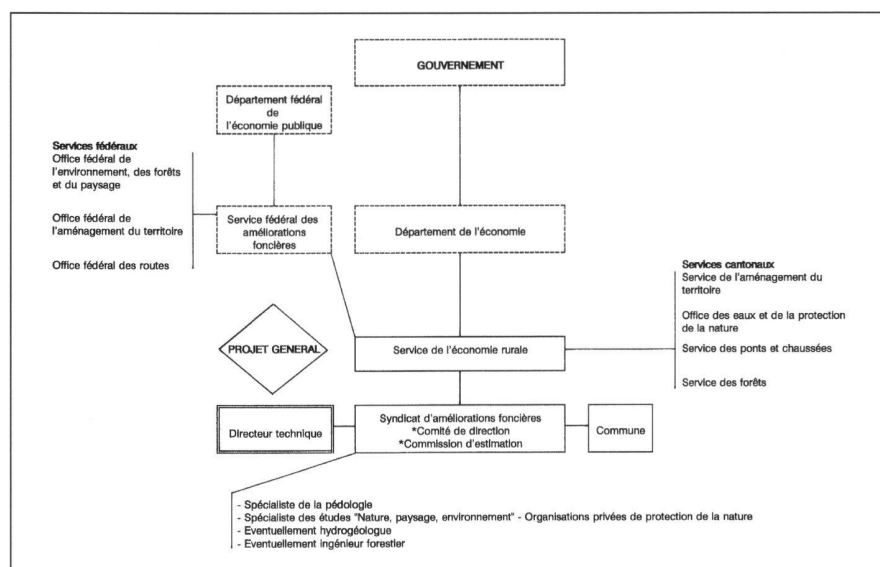 GOUVERNEMENT
Département fédéral
de
l'économie publique
Services fédéraux
Office fédéral de
l'environnement, des forêts
et du paysage
Office fédéral de
l'aménagement du territoire
Office fédéral des routes
Service fédéral des
améliorations
foncières
Département de l'économie
Services cantonaux
Service de l'aménagement du
territoire
Office des eaux et de la protection
de la nature
Service des ponts et chaussées
Service des forêts
PROJET GENERAL
Service de l'économie rurale
Directeur technique
Syndicat d'améliorations foncières
*Comité de direction
*Commission d'estimation
Commune
- Spécialiste de la pédologie
- Spécialiste des études "Nature, paysage, environnement" - Organisations privées de protection de la nature
- Eventuellement hydrogéologue
- Eventuellement ingénieur forestier